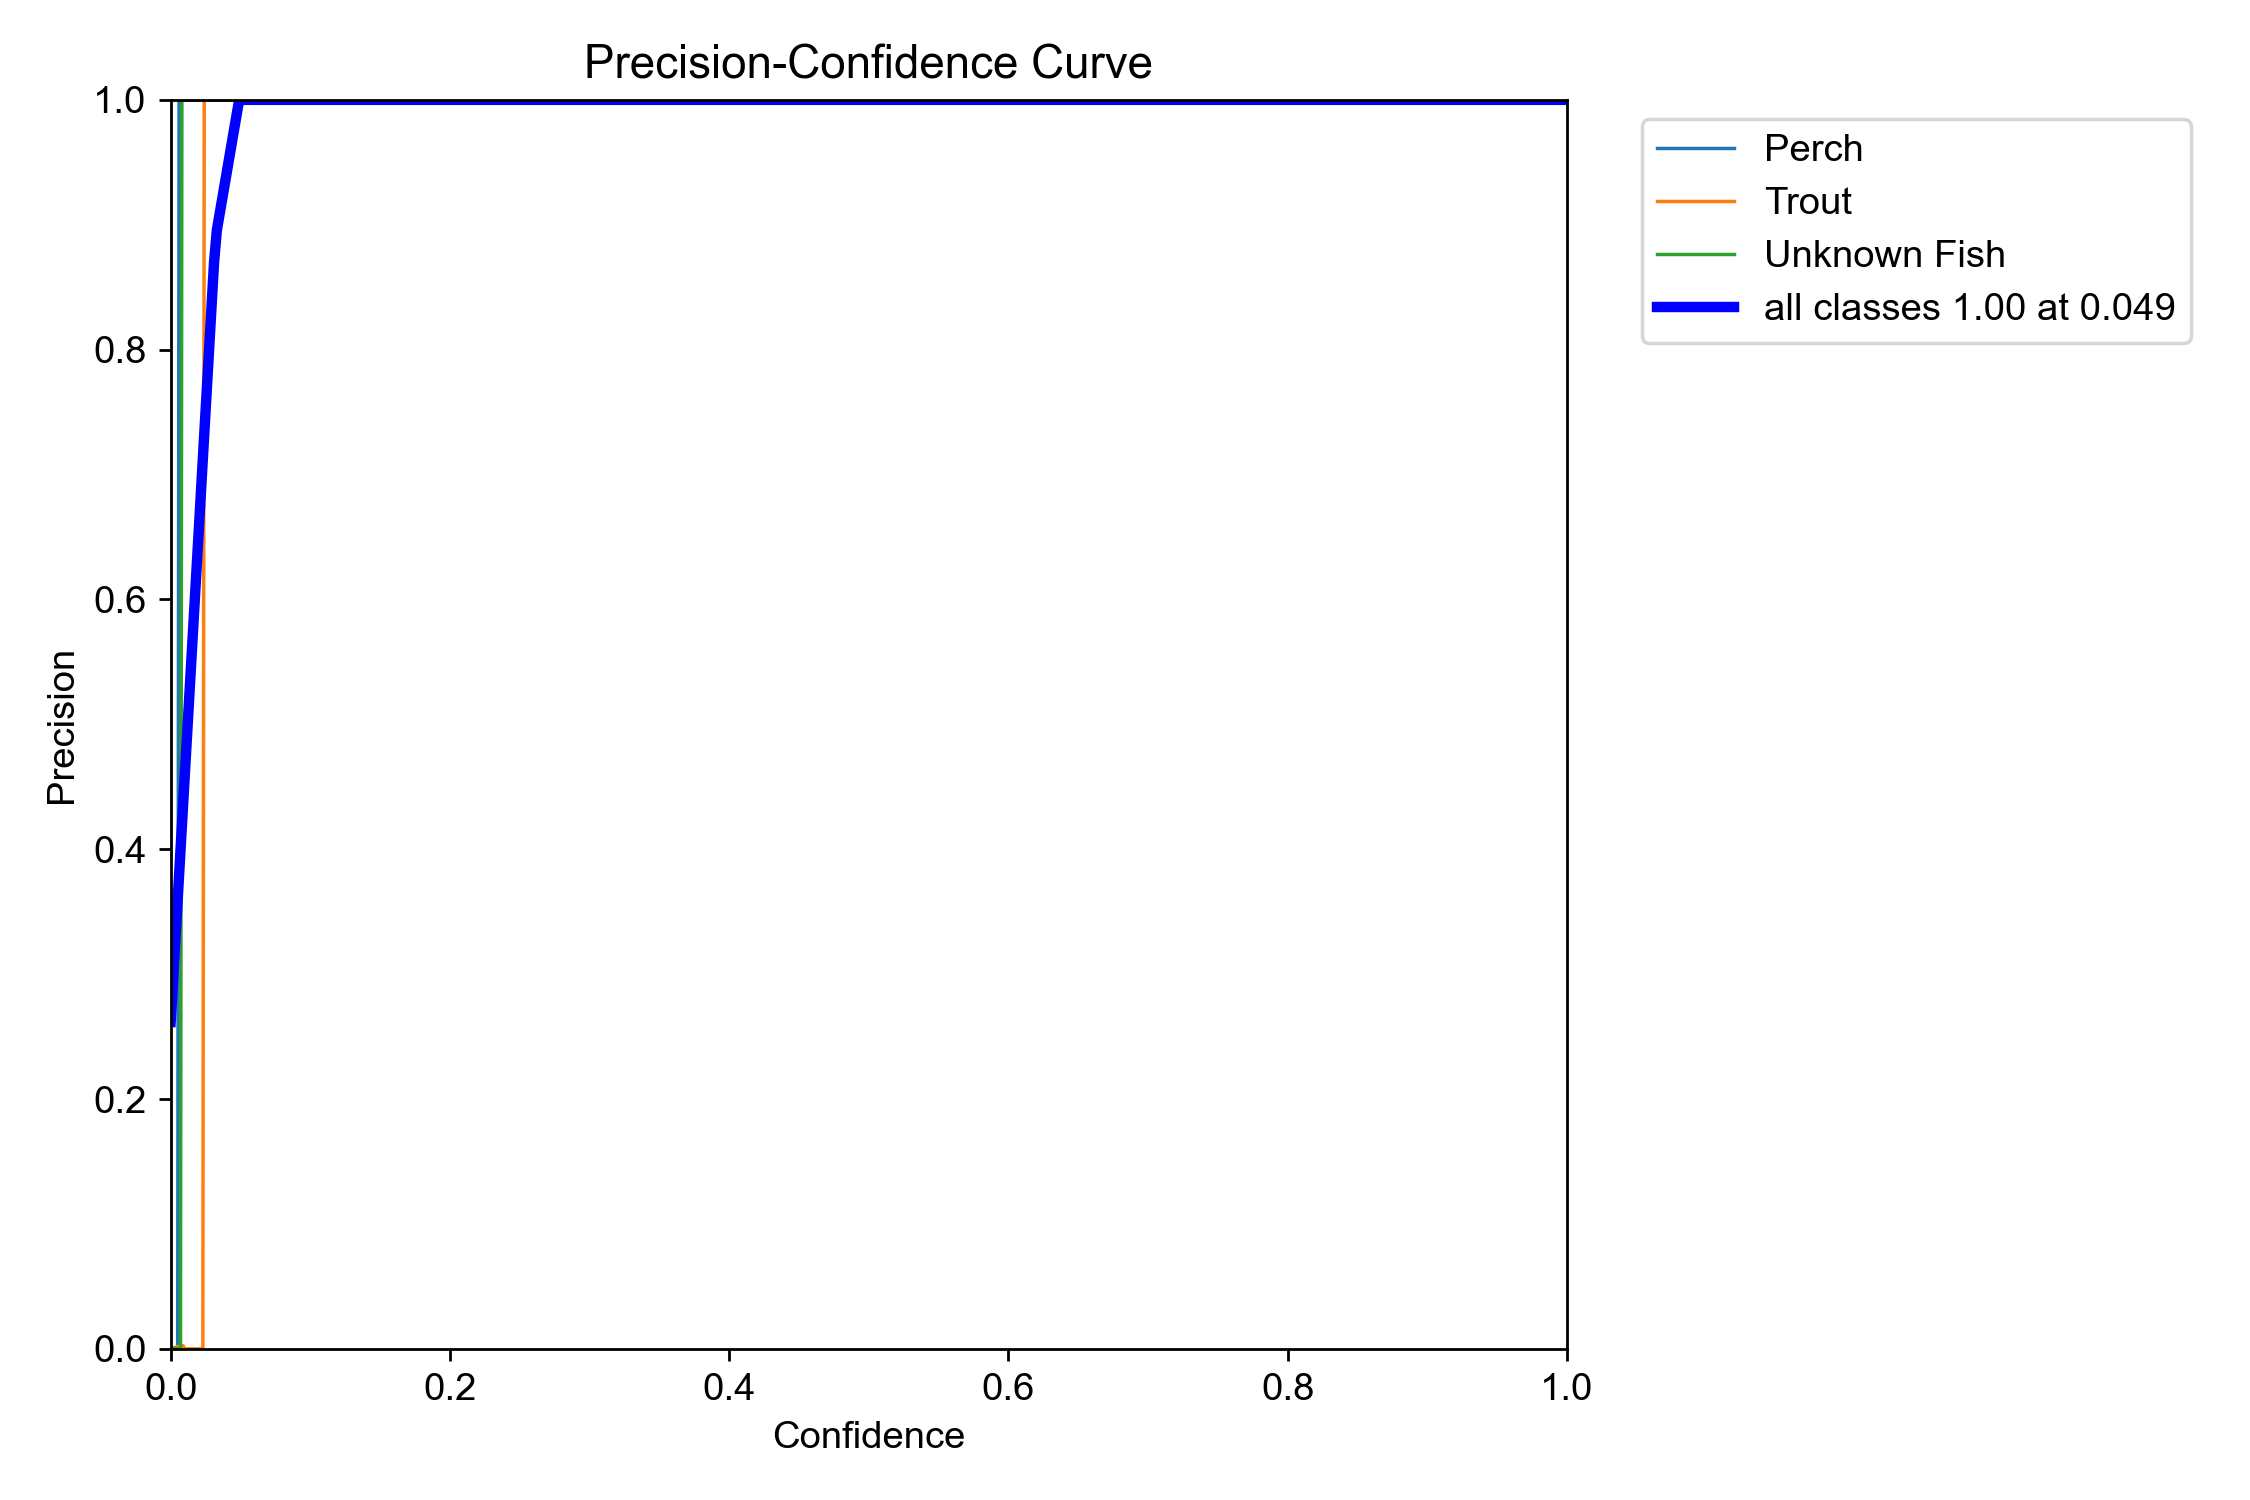 Precision-Confidence Curve
1.0
0.8
0.6
0.4
0.2
0.0
Precision
0.0 0.2 0.4 0.6 0.8 1.0
Confidence
Perch
Trout
Unknown Fish
all classes 1.00 at 0.049